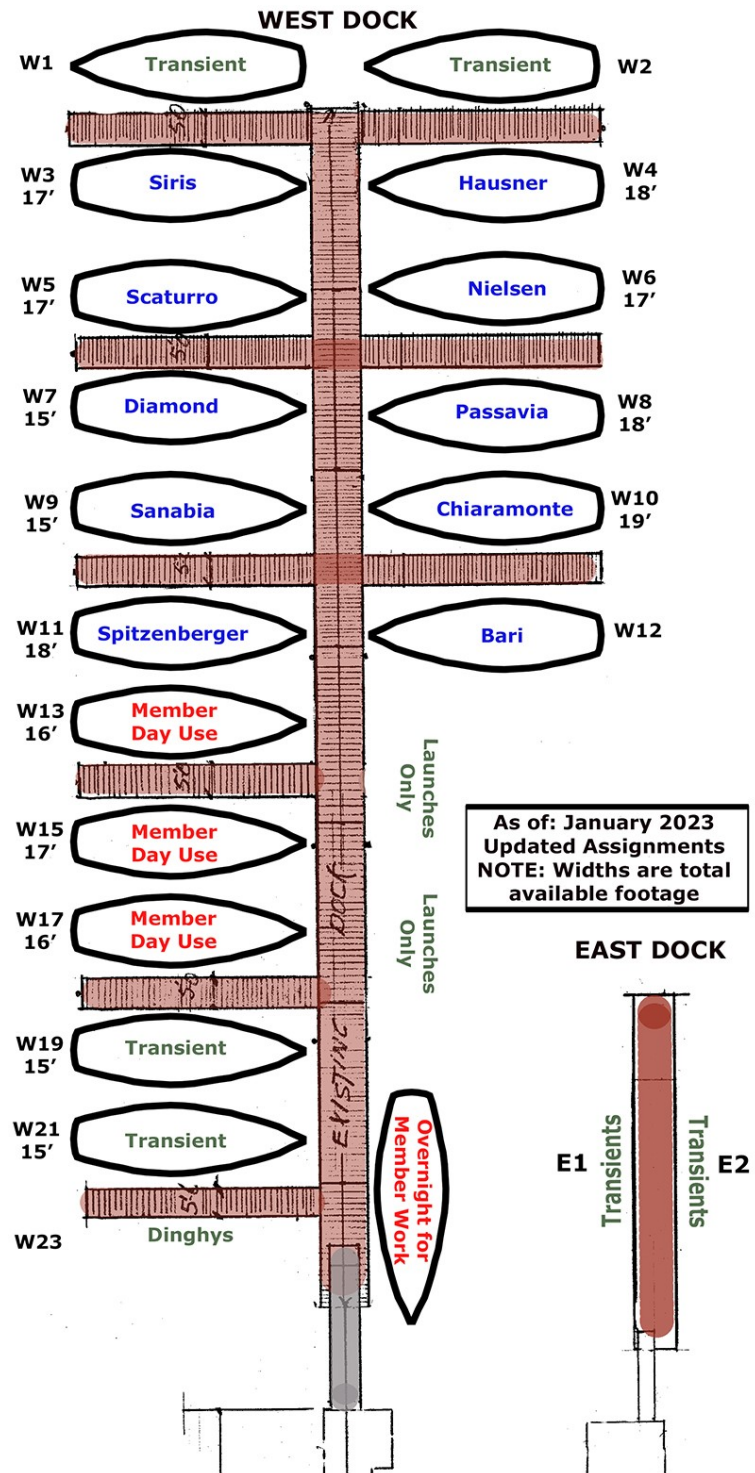 WEST DOCK
W1
Transient
Transient
W2
50
W3
17’
Siris
Hausner
W4
18’
W5
17’
Scaturro
Nielsen
W6
17’
50
W7
15’
Diamond
Passavia
W8
18’
W9
15’
Sanabia
Chiaramonte
W10
19’
W11
18’
Spitzenberger
Bari
W12
W13
16’
Member
Day Use
Launches
Only
50
W15
17’
Member
Day Use
As of: January 2023
Updated Assignments
NOTE: Widths are total
available footage
W17
16’
Member
Day Use
Launches
Only
EXISTING DOCK
50
EAST DOCK
W19
15’
Transient
W21
15’
Transient
Overnight for
Member Work
E1
Transients
Transients
E2
W23
Dinghys